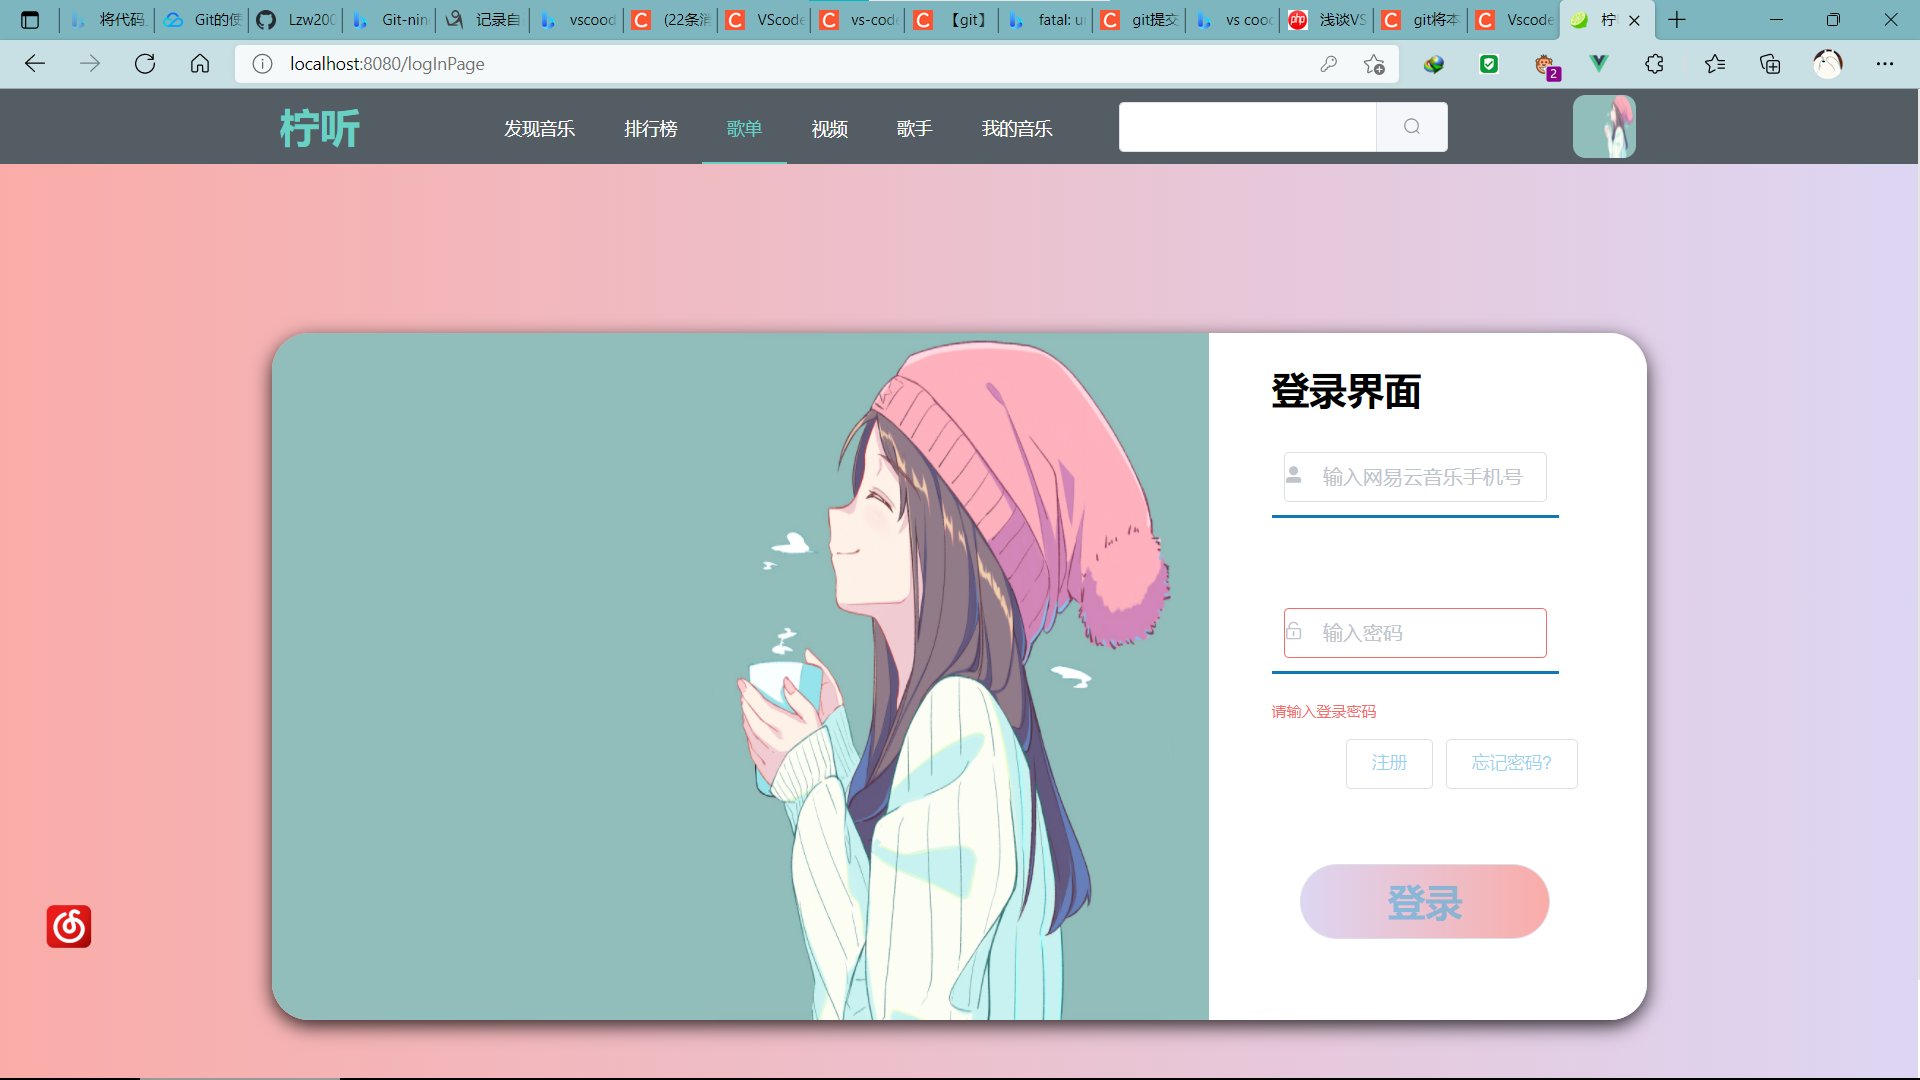 将代码
Git的使
Lzw200
Git-nin
记录自
vscood
(22条消
VScode
vs-code
【git】
fatal: u
git提交
vs cood
php
浅谈VS
git将本
Vscode
柠
localhost:8080/logInPage
2
柠听
发现音乐
排行榜
歌单
视频
歌手
我的音乐
登录界面
输入网易云音乐手机号
输入密码
请输入登录密码
注册
忘记密码?
登录